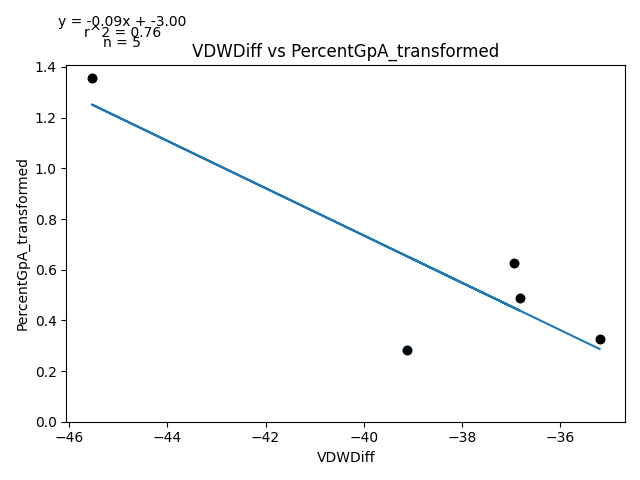 y = -0.09x + -3.00
r^2 = 0.76
n = 5
VDWDiff vs PercentGpA_transformed
1.4
1.2
1.0
0.8
0.6
0.4
0.2
0.0
PercentGpA_transformed
−46
−44
−42
−40
−38
−36
VDWDiff